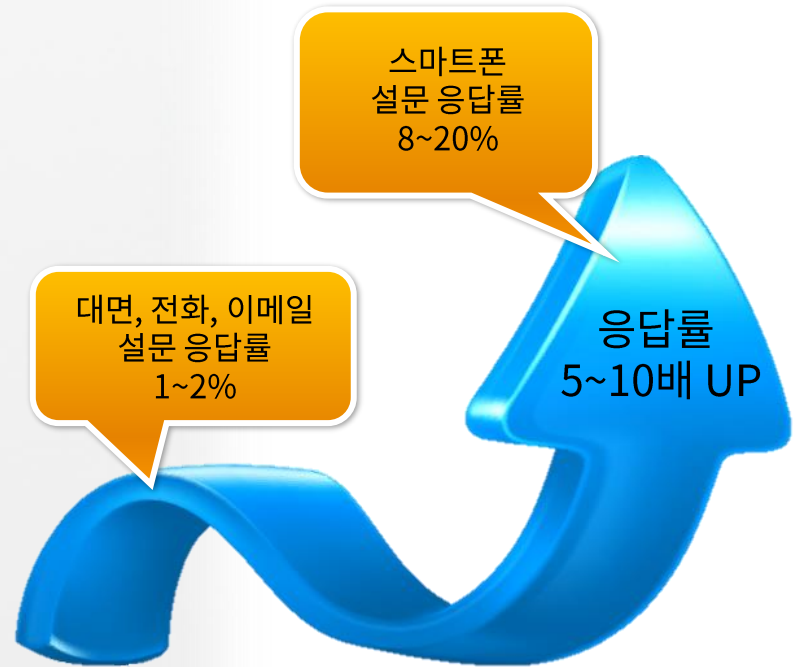 스마트폰
설문 응답률
8~20%
대면, 전화, 이메일
설문 응답률
1~2%
응답률
5~10배 UP